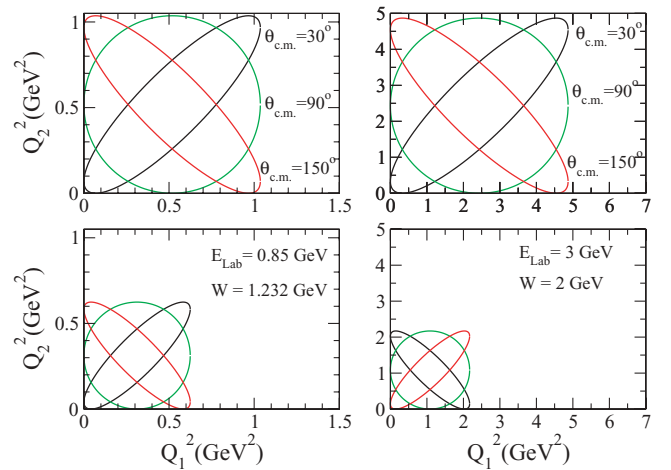 1
0.5
0
Q₂² (GeV²)
0 0.5 1 1.5
θc.m.=30°
θc.m.=90°
θc.m.=150°
5
4
3
2
1
0
0 1 2 3 4 5 6 7
θc.m.=30°
θc.m.=90°
θc.m.=150°
1
0.5
0
Q₂² (GeV²)
0 0.5 1 1.5
Q₁² (GeV²)
E_Lab= 0.85 GeV
W = 1.232 GeV
5
4
3
2
1
0
0 1 2 3 4 5 6 7
Q₁² (GeV²)
E_Lab= 3 GeV
W = 2 GeV